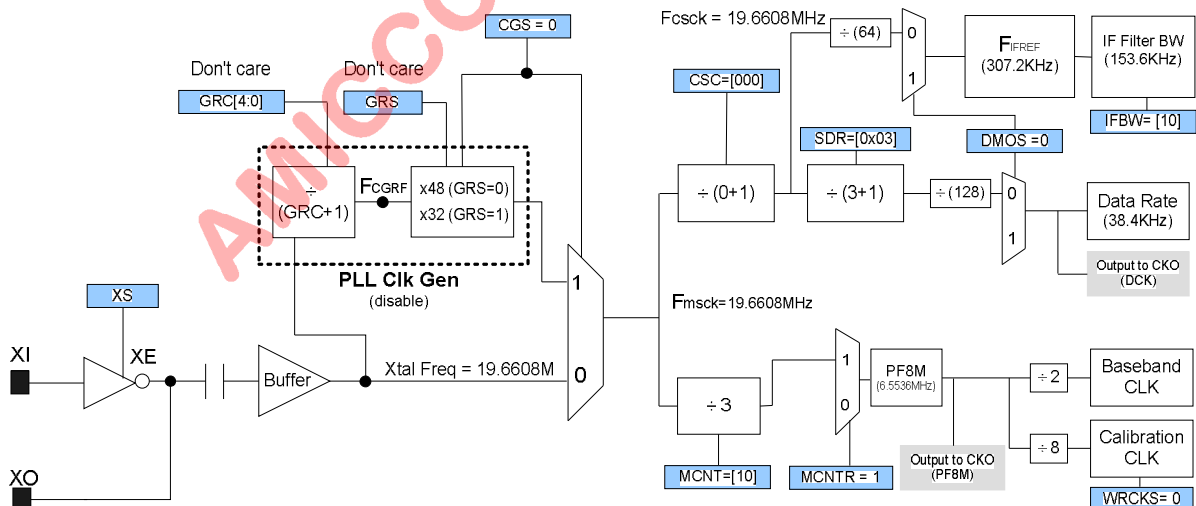 CGS = 0
Fcsck = 19.6608MHz
÷(64)
0
1
FIFREF
(307.2KHz)
IF Filter BW
(153.6KHz)
IFBW= [10]
Don't care
GRC[4:0]
Don't care
GRS
CSC=[000]
SDR=[0x03]
DMOS =0
÷
(GRC+1)
FCGRF
x48 (GRS=0)
x32 (GRS=1)
÷(0+1)
÷(3+1)
÷(128)
0
1
Data Rate
(38.4KHz)
Output to CKO
(DCK)
PLL Clk Gen
(disable)
1
0
Fmsck=19.6608MHz
XS
XI
XE
Buffer
Xtal Freq = 19.6608M
XO
÷3
MCNT=[10]
1
0
MCNTR = 1
PF8M
(6.5536MHz)
Output to CKO
(PF8M)
÷2
Baseband
CLK
÷8
Calibration
CLK
WRCKS= 0
AMICCO